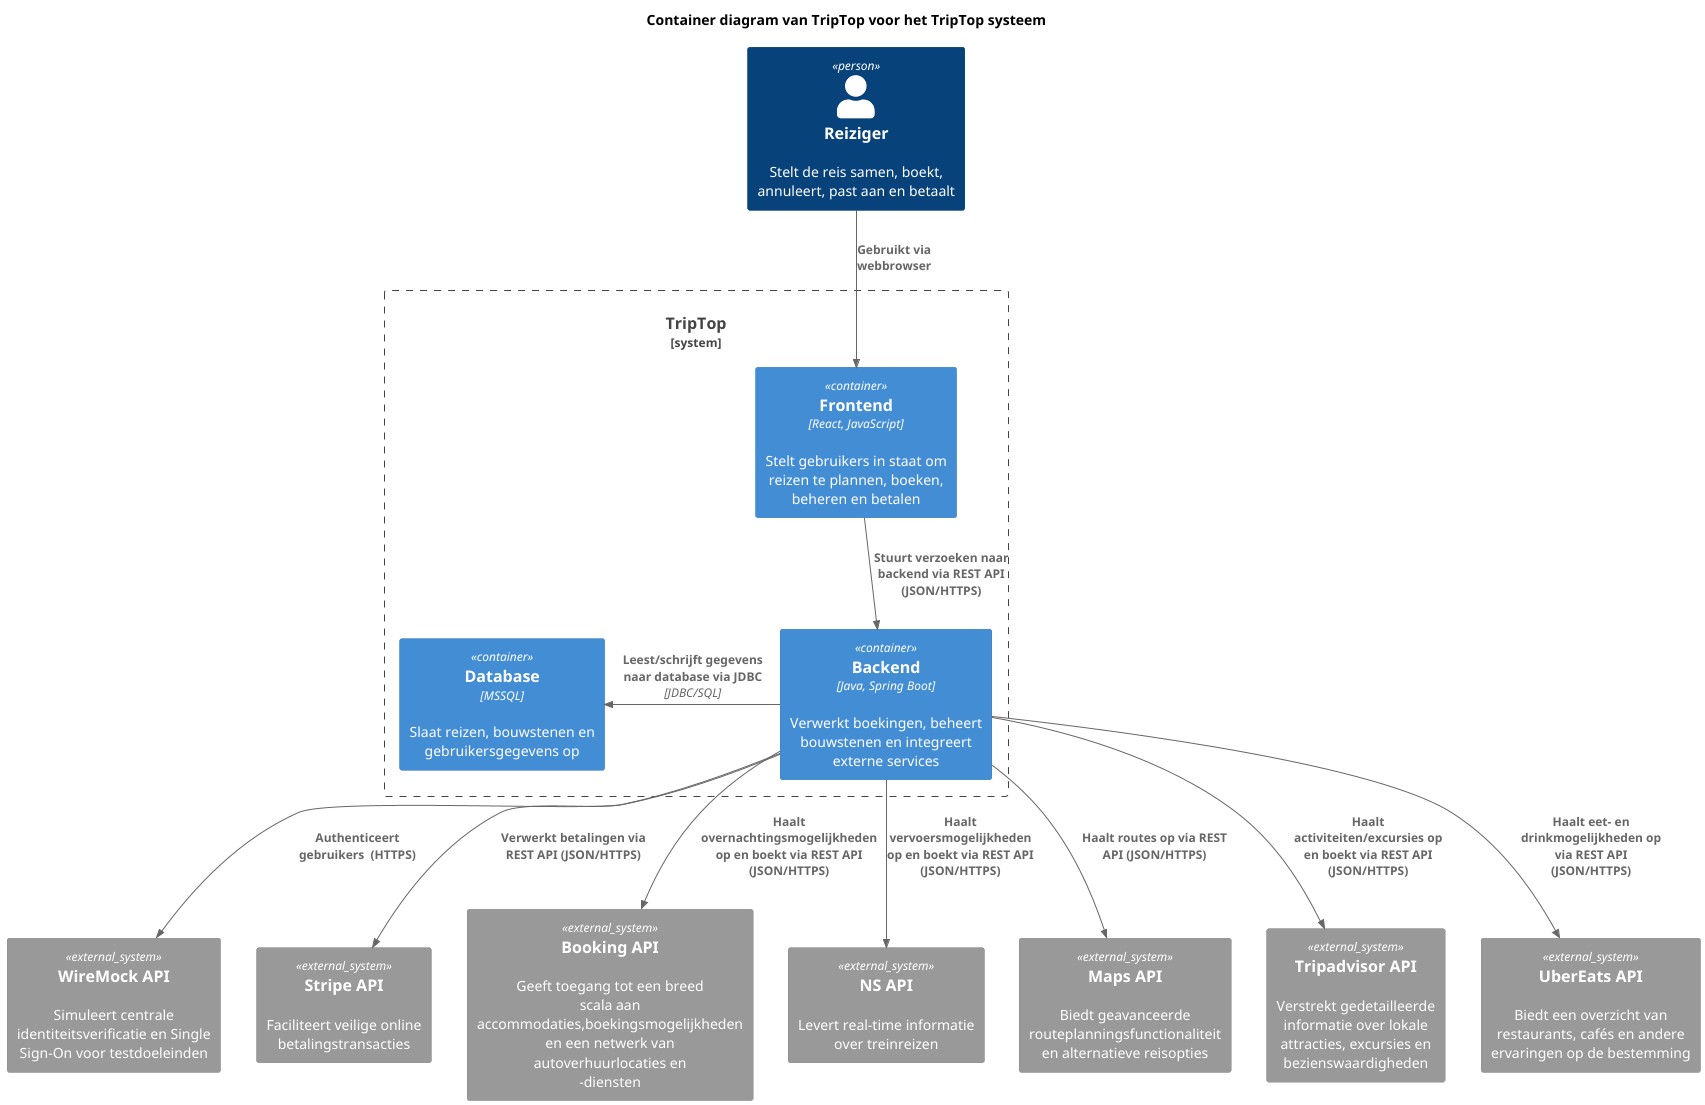 Container diagram van TripTop voor het TripTop systeem
«person»
Reiziger
Stelt de reis samen, boekt,
annuleert, past aan en betaalt
Gebruikt via
webbrowser
TripTop
[system]
«container»
Frontend
[React, JavaScript]
Stelt gebruikers in staat om
reizen te plannen, boeken,
beheren en betalen
Stuurt verzoeken naar
backend via REST API
(JSON/HTTPS)
«container»
Database
[MSSQL]
Slaat reizen, bouwstenen en
gebruikersgegevens op
Leest/schrijft gegevens
naar database via JDBC
[JDBC/SQL]
«container»
Backend
[Java, Spring Boot]
Verwerkt boekingen, beheert
bouwstenen en integreert
externe services
Authenticeert
gebruikers  (HTTPS)
Verwerkt betalingen via
REST API (JSON/HTTPS)
Haalt
overnachtingsmogelijkheden
op en boekt via REST API
(JSON/HTTPS)
Haalt
vervoersmogelijkheden
op en boekt via REST API
(JSON/HTTPS)
Haalt routes op via REST
API (JSON/HTTPS)
Haalt
activiteiten/excursies op
en boekt via REST API
(JSON/HTTPS)
Haalt eet- en
drinkmogelijkheden op
via REST API
(JSON/HTTPS)
«external_system»
WireMock API
Simuleert centrale
identiteitsverificatie en Single
Sign-On voor testdoeleinden
«external_system»
Stripe API
Faciliteert veilige online
betalingstransacties
«external_system»
Booking API
Geeft toegang tot een breed
scala aan
accommodaties,boekingsmogelijkheden
en een netwerk van
autoverhuurlocaties en
-diensten
«external_system»
NS API
Levert real-time informatie
over treinreizen
«external_system»
Maps API
Biedt geavanceerde
routeplanningsfunctionaliteit
en alternatieve reisopties
«external_system»
Tripadvisor API
Verstrekt gedetailleerde
informatie over lokale
attracties, excursies en
bezienswaardigheden
«external_system»
UberEats API
Biedt een overzicht van
restaurants, cafés en andere
ervaringen op de bestemming